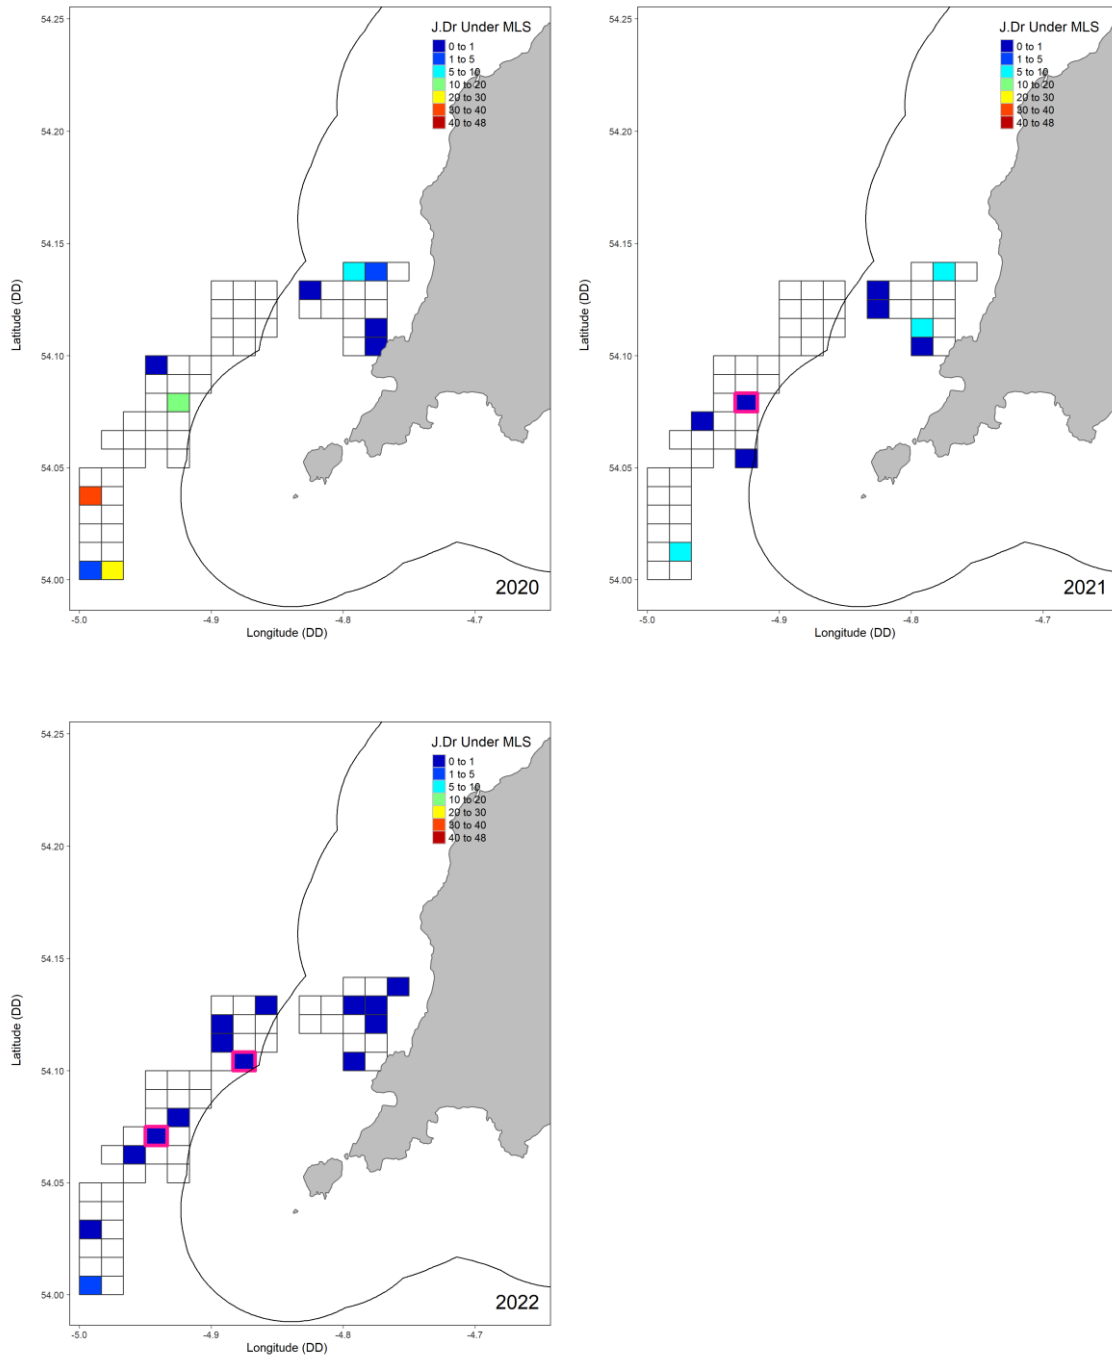 J.Dr Under MLS
0 to 1
1 to 5
5 to 10
10 to 20
20 to 30
30 to 40
40 to 48
54.25
54.20
54.15
54.10
54.05
54.00
Latitude (DD)
-5.0 -4.9 -4.8 -4.7
Longitude (DD)
2020
J.Dr Under MLS
0 to 1
1 to 5
5 to 10
10 to 20
20 to 30
30 to 40
40 to 48
54.25
54.20
54.15
54.10
54.05
54.00
Latitude (DD)
-5.0 -4.9 -4.8 -4.7
Longitude (DD)
2021
J.Dr Under MLS
0 to 1
1 to 5
5 to 10
10 to 20
20 to 30
30 to 40
40 to 48
54.25
54.20
54.15
54.10
54.05
54.00
Latitude (DD)
-5.0 -4.9 -4.8 -4.7
Longitude (DD)
2022